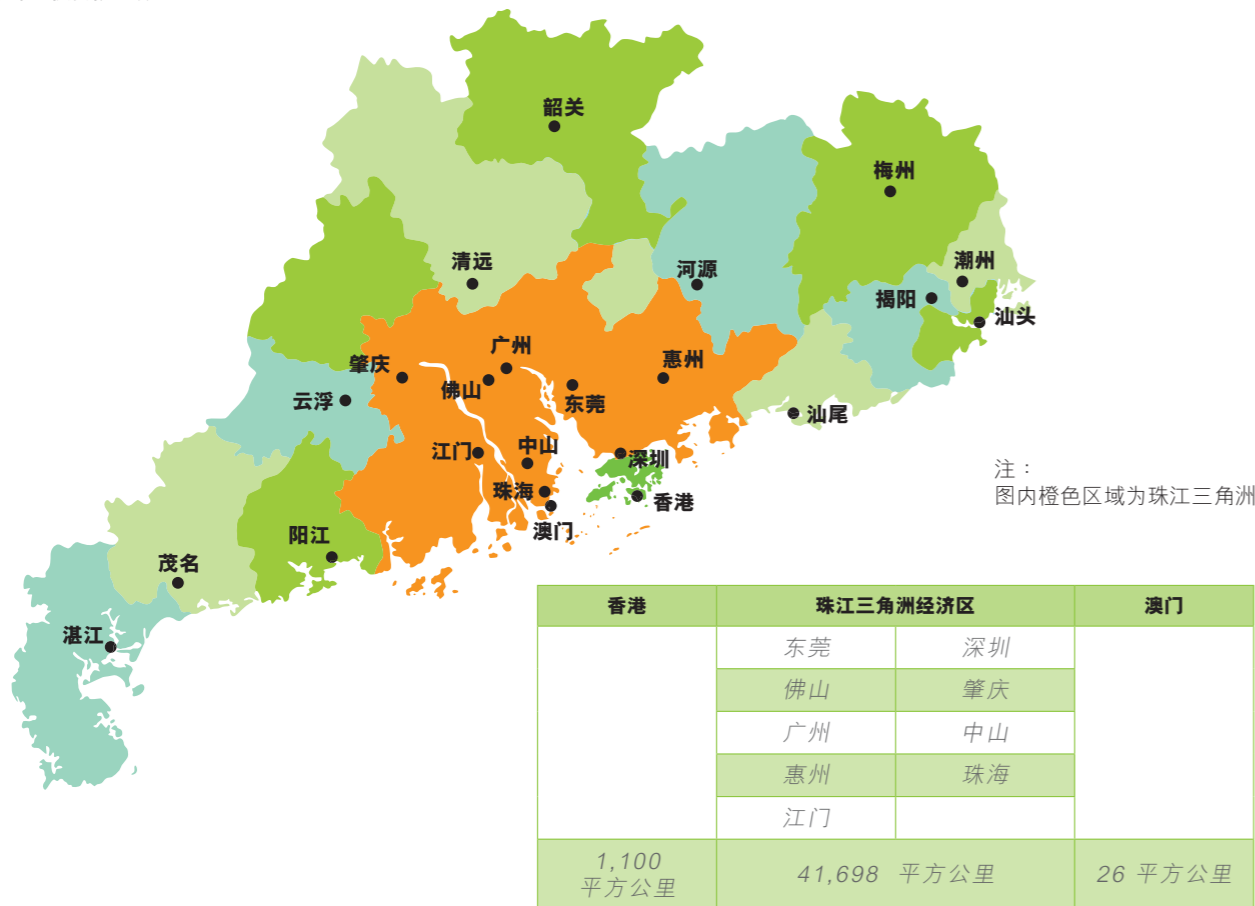 韶关
梅州
清远
河源
潮州
揭阳
汕头
广州
肇庆
佛山
惠州
东莞
云浮
汕尾
江门
中山
深圳
珠海
香港
澳门
阳江
茂名
湛江
注：
图内橙色区域为珠江三角洲
香港 珠江三角洲经济区 澳门
东莞 深圳
佛山 肇庆
广州 中山
惠州 珠海
江门
1,100
平方公里
41,698 平方公里
26 平方公里